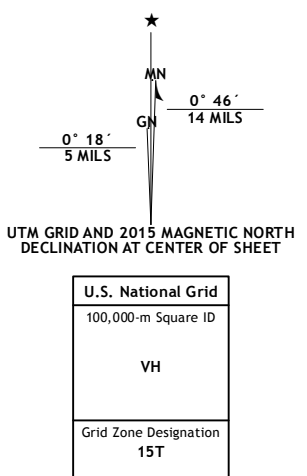 ★
MN
0° 46´
14 MILS
GN
0° 18´
5 MILS
UTM GRID AND 2015 MAGNETIC NORTH
DECLINATION AT CENTER OF SHEET
U.S. National Grid
100,000-m Square ID
VH
Grid Zone Designation
15T